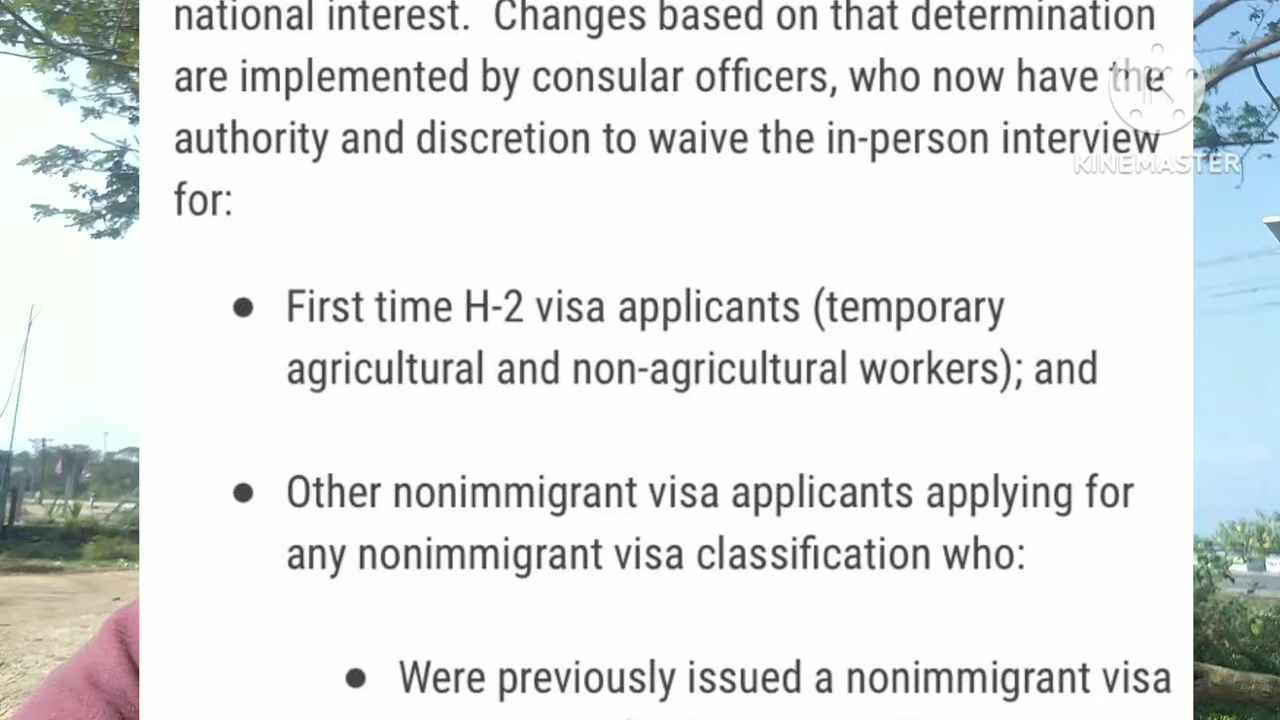 national interest.  Changes based on that determination
are implemented by consular officers, who now have the
authority and discretion to waive the in-person interview
KINEMASTER
for:
● First time H-2 visa applicants (temporary
agricultural and non-agricultural workers); and
● Other nonimmigrant visa applicants applying for
any nonimmigrant visa classification who:
● Were previously issued a nonimmigrant visa